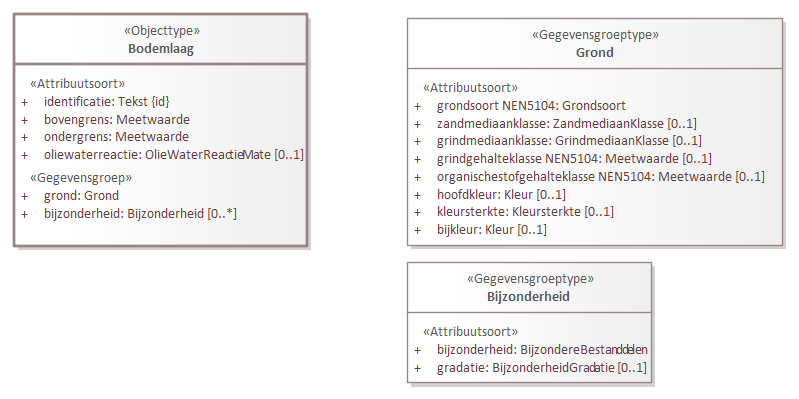 «Objecttype»
Bodemlaag
«Attribuutsoort»
+ identificatie: Tekst {id}
+ bovengrens: Meetwaarde
+ ondergrens: Meetwaarde
+ oliewaterreactie: OlieWaterReactieMate [0..1]
«Gegevensgroep»
+ grond: Grond
+ bijzonderheid: Bijzonderheid [0..*]
«Gegevensgroeptype»
Grond
«Attribuutsoort»
+ grondsoort NEN5104: Grondsoort
+ zandmediaanklasse: ZandmediaanKlasse [0..1]
+ grindmediaanklasse: GrindmediaanKlasse [0..1]
+ grindgehalteklasse NEN5104: Meetwaarde [0..1]
+ organischestofgehalteklasse NEN5104: Meetwaarde [0..1]
+ hoofdkleur: Kleur [0..1]
+ kleursterkte: Kleursterkte [0..1]
+ bijkleur: Kleur [0..1]
«Gegevensgroeptype»
Bijzonderheid
«Attribuutsoort»
+ bijzonderheid: BijzondereBestanddelen
+ gradatie: BijzonderheidGradatie [0..1]